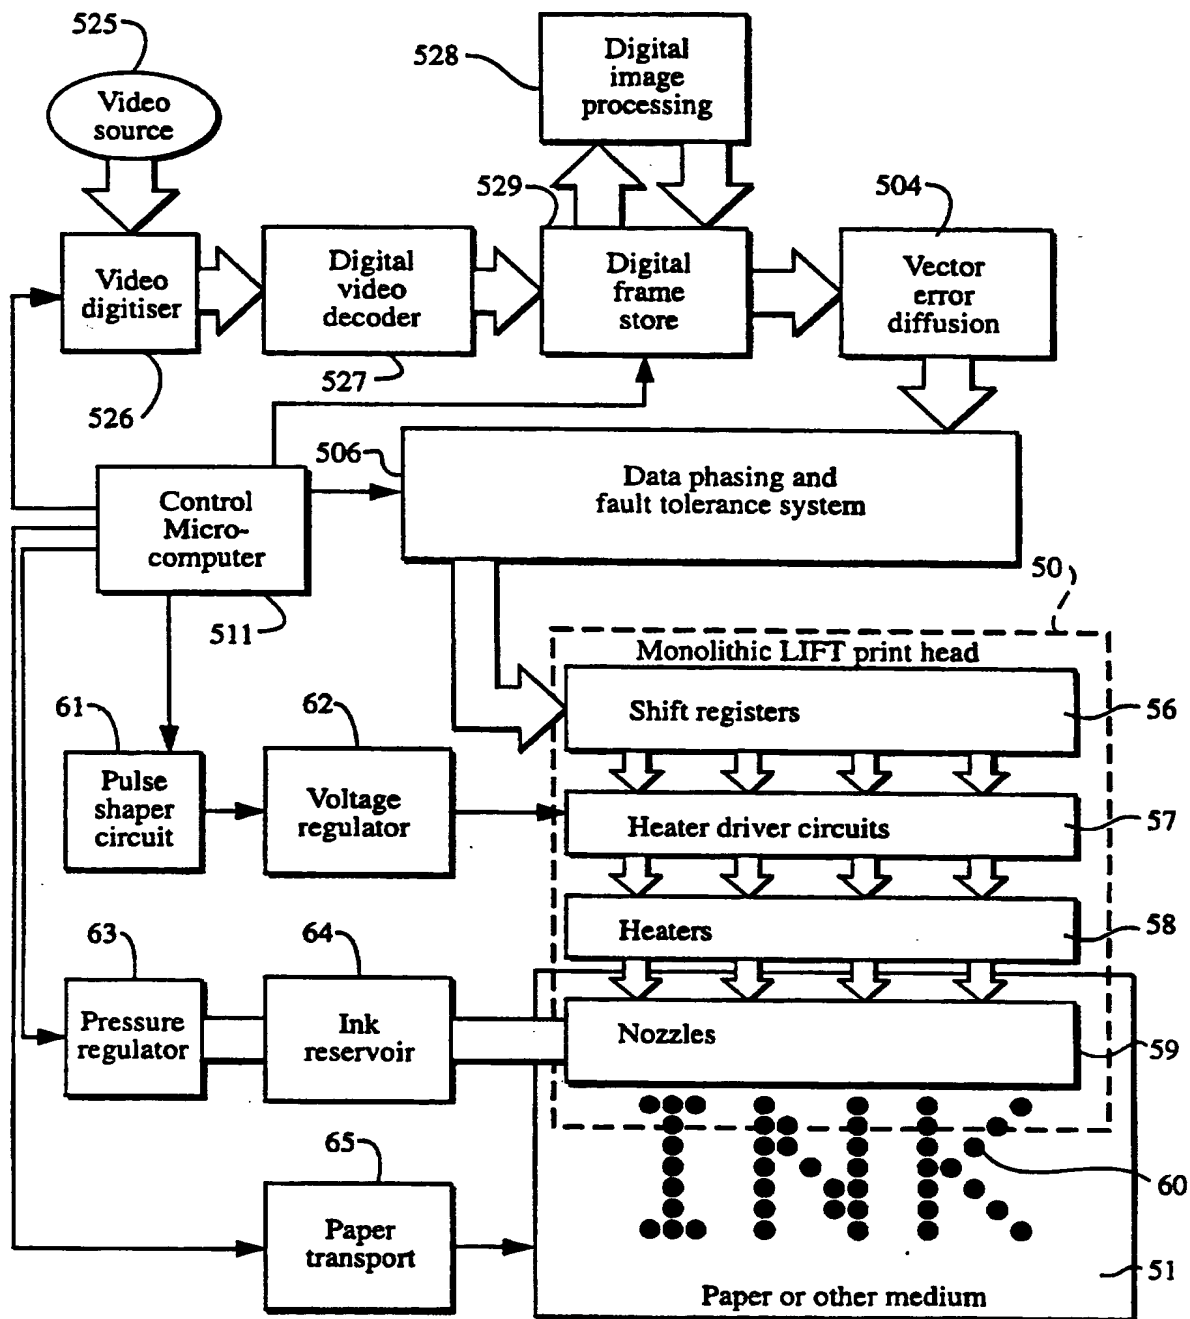 525
Video
source
528
Digital
image
processing
529
504
Video
digitiser
Digital
video
decoder
Digital
frame
store
Vector
error
diffusion
526
527
506
Data phasing and
fault tolerance system
Control
Micro-
computer
511
50
Monolithic LIFT print head
Shift registers
56
61
Pulse
shaper
circuit
62
Voltage
regulator
Heater driver circuits
57
Heaters
58
63
Pressure
regulator
64
Ink
reservoir
Nozzles
59
INK
60
65
Paper
transport
51
Paper or other medium